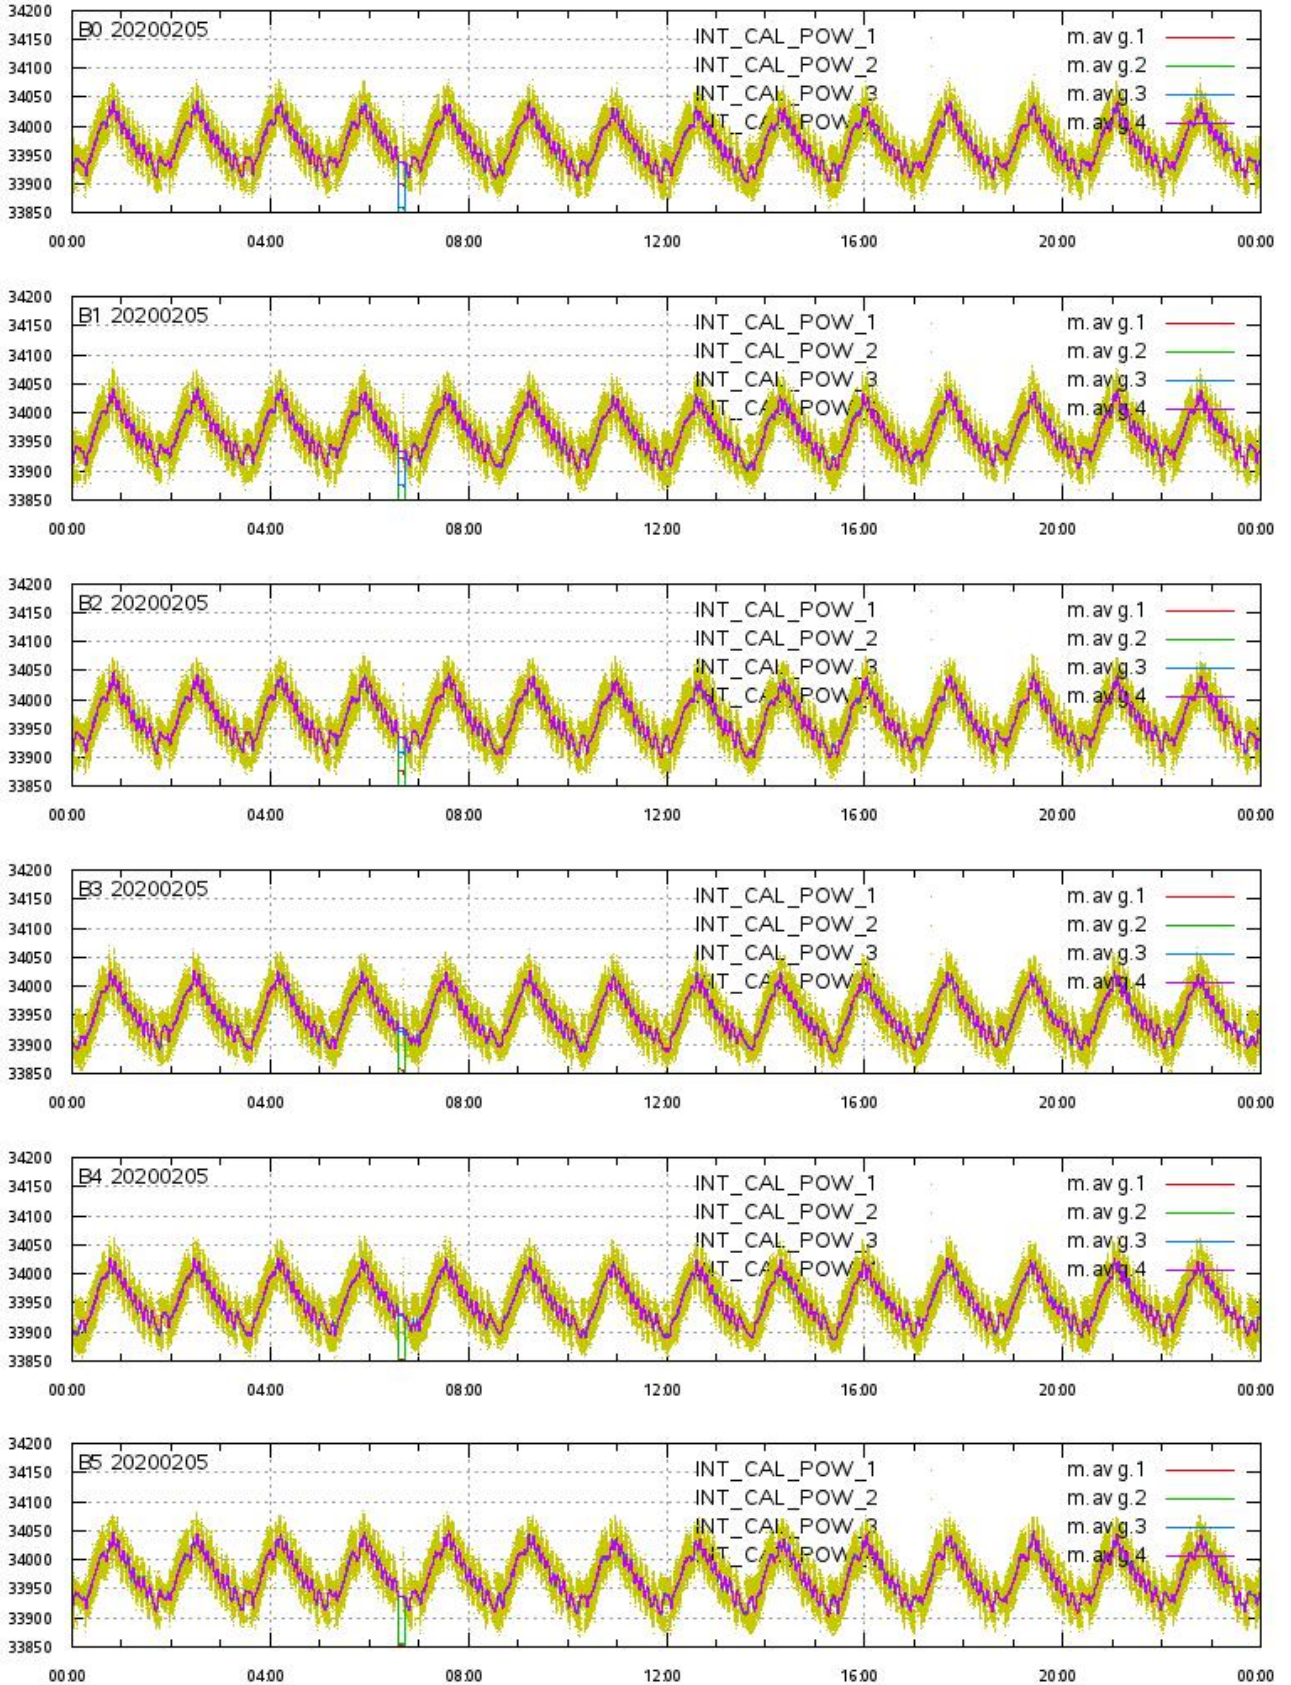 34200
B0 20200205 INT_CAL_POW_1 m.avg.1
34150
INT_CAL_POW_2 m.avg.2
34100
INT_CAL_POW_3 m.avg.3
34050
m.avg.4
34000
33950
33900
33850
00:00 04:00 08:00 12:00 16:00 20:00 00:00
34200
B1 20200205 INT_CAL_POW_1 m.avg.1
34150
INT_CAL_POW_2 m.avg.2
34100
INT_CAL_POW_3 m.avg.3
34050
m.avg.4
34000
33950
33900
33850
00:00 04:00 08:00 12:00 16:00 20:00 00:00
34200
B2 20200205 INT_CAL_POW_1 m.avg.1
34150
INT_CAL_POW_2 m.avg.2
34100
INT_CAL_POW_3 m.avg.3
34050
m.avg.4
34000
33950
33900
33850
00:00 04:00 08:00 12:00 16:00 20:00 00:00
34200
B3 20200205 INT_CAL_POW_1 m.avg.1
34150
INT_CAL_POW_2 m.avg.2
34100
INT_CAL_POW_3 m.avg.3
34050
m.avg.4
34000
33950
33900
33850
00:00 04:00 08:00 12:00 16:00 20:00 00:00
34200
B4 20200205 INT_CAL_POW_1 m.avg.1
34150
INT_CAL_POW_2 m.avg.2
34100
INT_CAL_POW_3 m.avg.3
34050
m.avg.4
34000
33950
33900
33850
00:00 04:00 08:00 12:00 16:00 20:00 00:00
34200
B5 20200205 INT_CAL_POW_1 m.avg.1
34150
INT_CAL_POW_2 m.avg.2
34100
INT_CAL_POW_3 m.avg.3
34050
m.avg.4
34000
33950
33900
33850
00:00 04:00 08:00 12:00 16:00 20:00 00:00